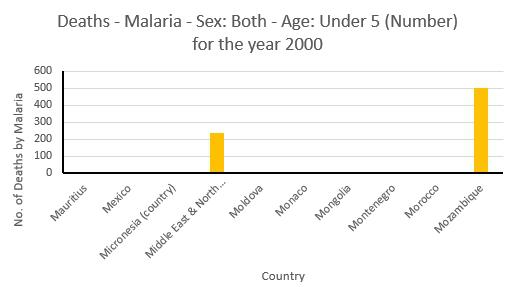 Deaths - Malaria - Sex: Both - Age: Under 5 (Number)
for the year 2000
600
500
400
300
200
100
0
No. of Deaths by Malaria
Mauritius
Mexico
Micronesia (country)
Middle East & North...
Moldova
Monaco
Mongolia
Montenegro
Morocco
Mozambique
Country